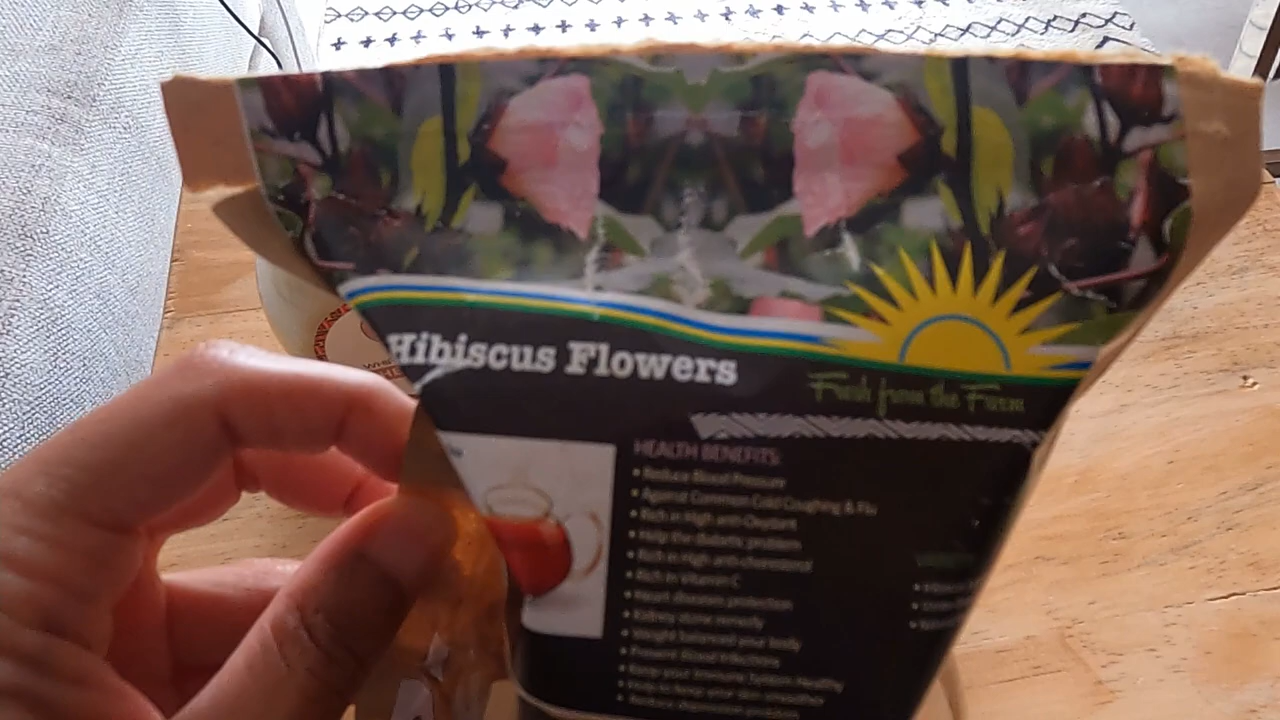 Hibiscus Flowers
Fresh from the Farm
HEALTH BENEFITS:
• Reduce Blood Pressure
• Against Common Cold Coughing & Flu
• Rich in High anti Oxydant
• Help the diabetic problem
• Rich in High anti cholesterol
• Rich in Vitamin C
• Heart diseases protection
• Kidney stone remedy
• Weight balanced your body
• Prevent Blood Infections
• Keep your Immune System Healthy